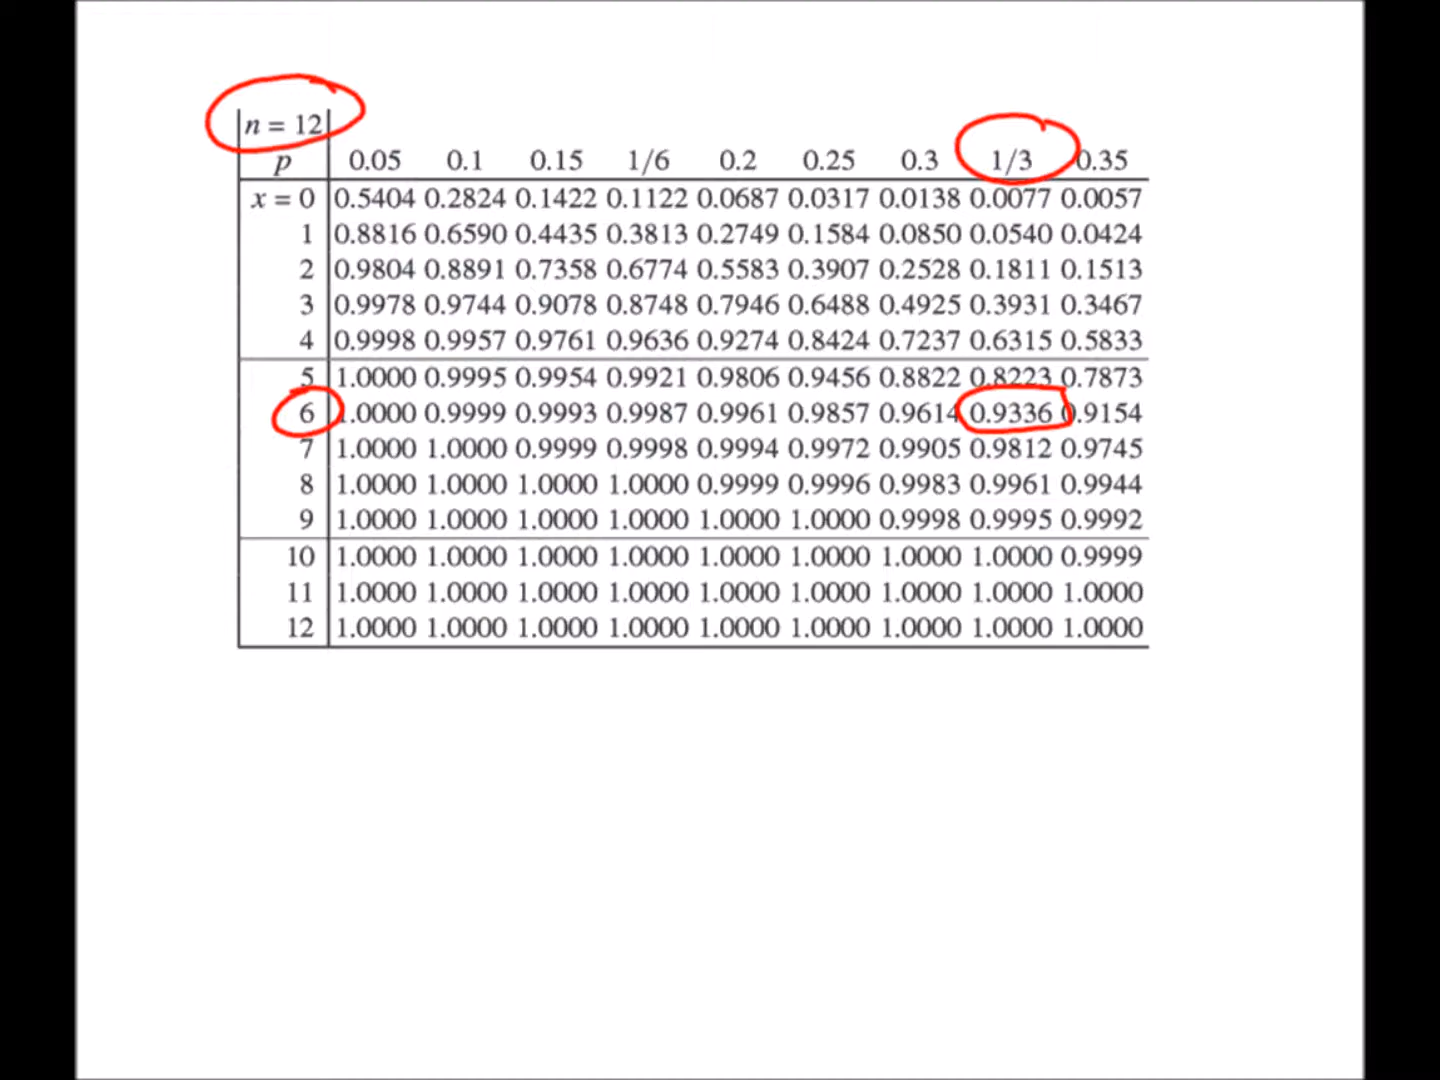 n = 12
p 0.05 0.1 0.15 1/6 0.2 0.25 0.3 1/3 0.35
x = 0 0.5404 0.2824 0.1422 0.1122 0.0687 0.0317 0.0138 0.0077 0.0057
1 0.8816 0.6590 0.4435 0.3813 0.2749 0.1584 0.0850 0.0540 0.0424
2 0.9804 0.8891 0.7358 0.6774 0.5583 0.3907 0.2528 0.1811 0.1513
3 0.9978 0.9744 0.9078 0.8748 0.7946 0.6488 0.4925 0.3931 0.3467
4 0.9998 0.9957 0.9761 0.9636 0.9274 0.8424 0.7237 0.6315 0.5833
5 1.0000 0.9995 0.9954 0.9921 0.9806 0.9456 0.8822 0.8223 0.7873
6 1.0000 0.9999 0.9993 0.9987 0.9961 0.9857 0.9614 0.9336 0.9154
7 1.0000 1.0000 0.9999 0.9998 0.9994 0.9972 0.9905 0.9812 0.9745
8 1.0000 1.0000 1.0000 1.0000 0.9999 0.9996 0.9983 0.9961 0.9944
9 1.0000 1.0000 1.0000 1.0000 1.0000 1.0000 0.9998 0.9995 0.9992
10 1.0000 1.0000 1.0000 1.0000 1.0000 1.0000 1.0000 1.0000 0.9999
11 1.0000 1.0000 1.0000 1.0000 1.0000 1.0000 1.0000 1.0000 1.0000
12 1.0000 1.0000 1.0000 1.0000 1.0000 1.0000 1.0000 1.0000 1.0000